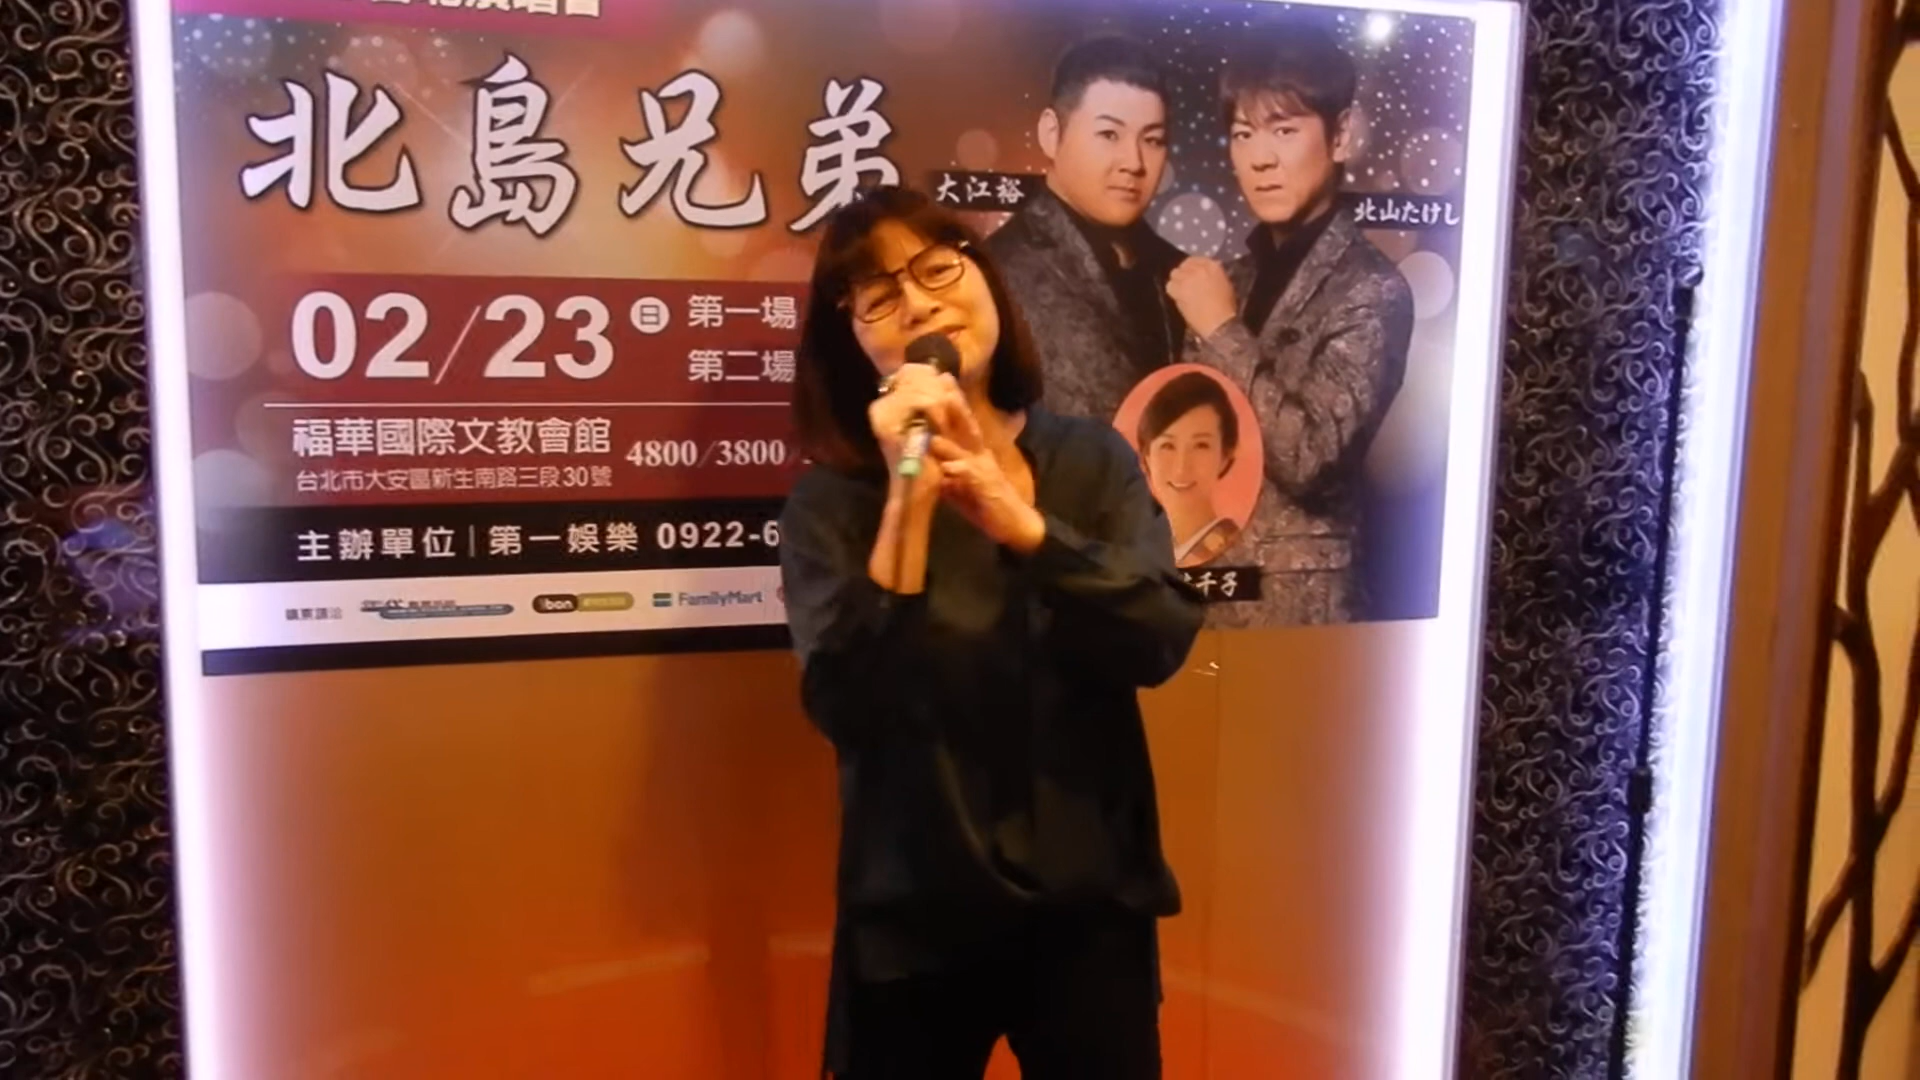 北島兄弟
大江裕
北山たけし
02/23 日 第一場
第二場
福華國際文教會館 4800/3800
台北市大安區新生南路三段30號
主辦單位|第一娛樂 0922-6
千子
ibon
FamilyMart